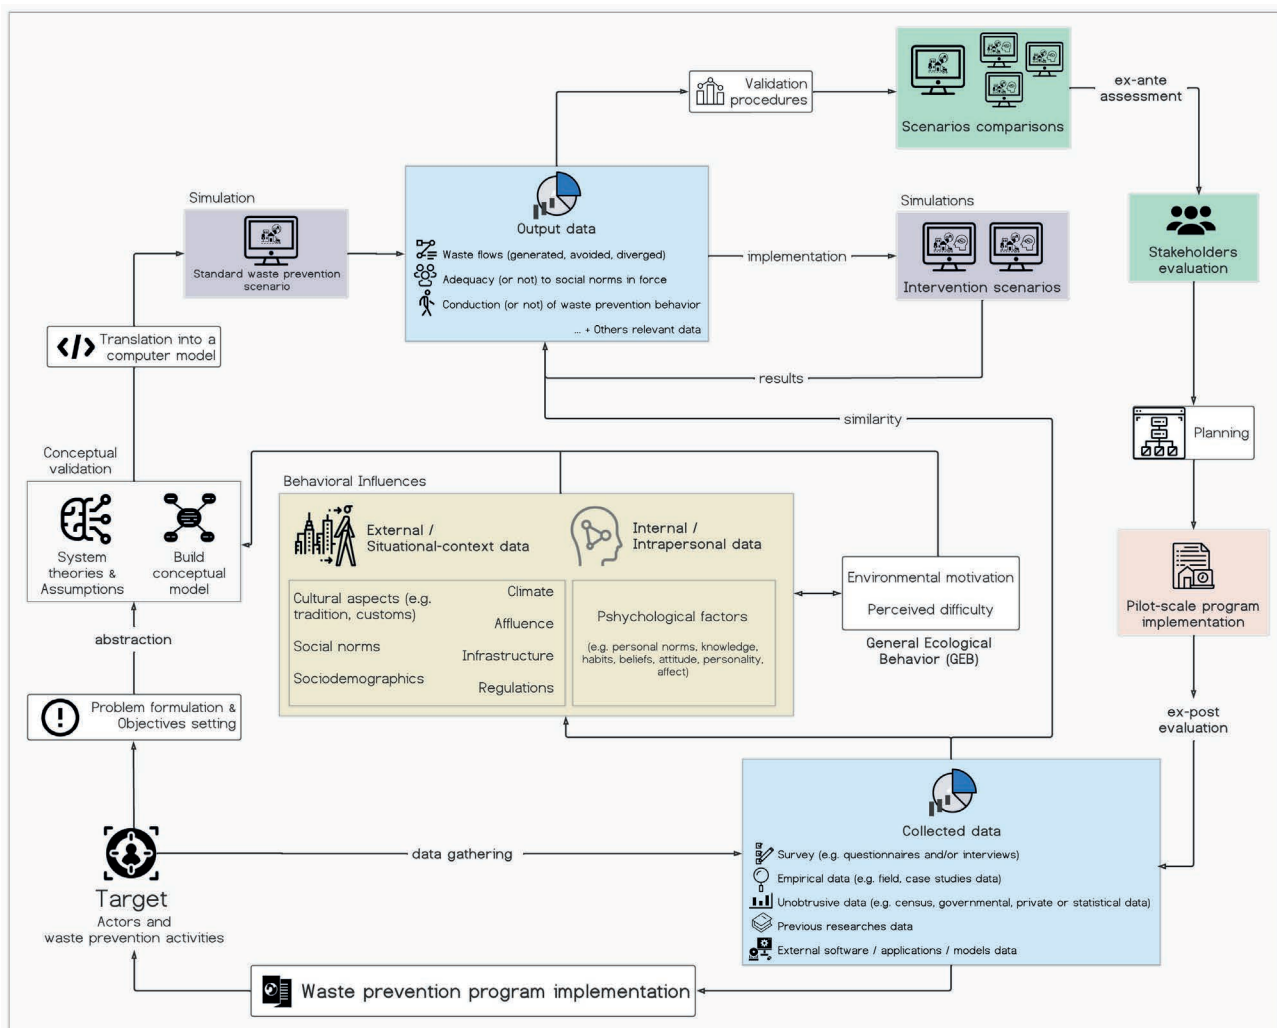 Validation
procedures
Scenarios comparisons
ex-ante
assessment
Simulation
Standard waste prevention
scenario
Output data
Waste flows (generated, avoided, diverged)
Adequacy (or not) to social norms in force
Conduction (or not) of waste prevention behavior
... + Others relevant data
implementation
Simulations
Intervention scenarios
Stakeholders
evaluation
Translation into a
computer model
results
similarity
Planning
Conceptual
validation
System
theories &
Assumptions
Build
conceptual
model
Behavioral Influences
External /
Situational-context data
Internal /
Intrapersonal data
Cultural aspects (e.g.
tradition, customs)
Social norms
Sociodemographics
Climate
Affluence
Infrastructure
Regulations
Pshychological factors
(e.g. personal norms, knowledge,
habits, beliefs, attitude, personality,
affect)
Environmental motivation
Perceived difficulty
General Ecological
Behavior (GEB)
Pilot-scale program
implementation
abstraction
Problem formulation &
Objectives setting
ex-post
evaluation
Target
Actors and
waste prevention activities
data gathering
Collected data
Survey (e.g. questionnaires and/or interviews)
Empirical data (e.g. field, case studies data)
Unobtrusive data (e.g. census, governmental, private or statistical data)
Previous researches data
External software / applications / models data
Waste prevention program implementation